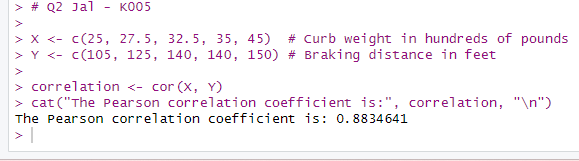 > # Q2 Jal - K005
>
> X <- c(25, 27.5, 32.5, 35, 45)  # Curb weight in hundreds of pounds
> Y <- c(105, 125, 140, 140, 150) # Braking distance in feet
>
> correlation <- cor(X, Y)
> cat("The Pearson correlation coefficient is:", correlation, "\n")
The Pearson correlation coefficient is: 0.8834641
>